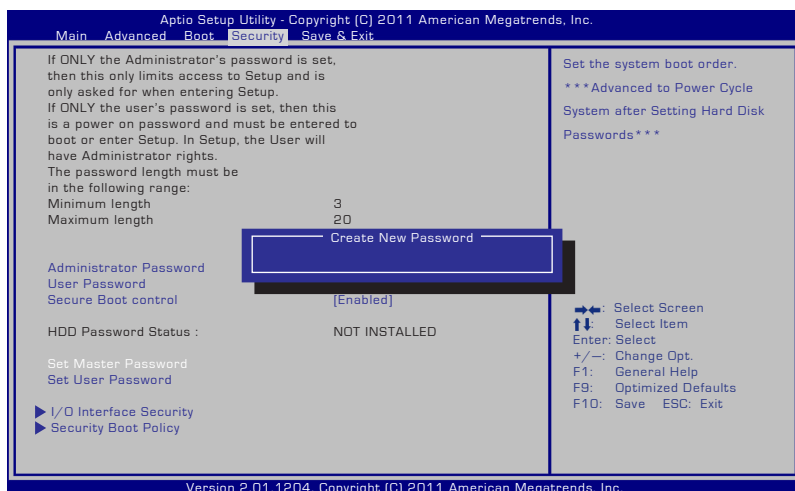 Aptio Setup Utility - Copyright (C) 2011 American Megatrends, Inc.
Main Advanced Boot Security Save & Exit
If ONLY the Administrator's password is set,
then this only limits access to Setup and is
only asked for when entering Setup.
If ONLY the user's password is set, then this
is a power on password and must be entered to
boot or enter Setup. In Setup, the User will
have Administrator rights.
The password length must be
in the following range:
Minimum length 3
Maximum length 20
Create New Password
Administrator Password
User Password
Secure Boot control [Enabled]
HDD Password Status : NOT INSTALLED
Set Master Password
Set User Password
I/O Interface Security
Security Boot Policy
Set the system boot order.
***Advanced to Power Cycle
System after Setting Hard Disk
Passwords***
→←: Select Screen
↑↓: Select Item
Enter: Select
+/—: Change Opt.
F1: General Help
F9: Optimized Defaults
F10: Save ESC: Exit
Version 2.01.1204. Copyright (C) 2011 American Megatrends, Inc.